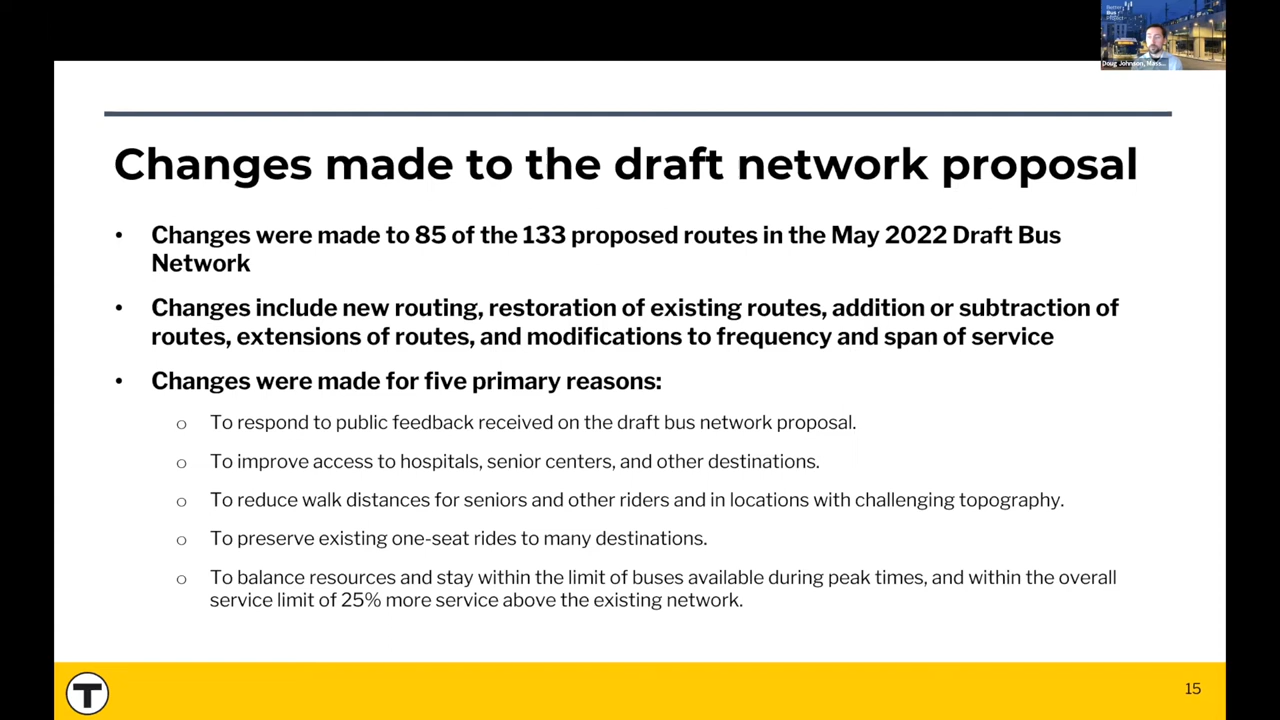 Better
Bus
Project
Doug Johnson, Mass...
Changes made to the draft network proposal
• Changes were made to 85 of the 133 proposed routes in the May 2022 Draft Bus
Network
• Changes include new routing, restoration of existing routes, addition or subtraction of
routes, extensions of routes, and modifications to frequency and span of service
• Changes were made for five primary reasons:
o To respond to public feedback received on the draft bus network proposal.
o To improve access to hospitals, senior centers, and other destinations.
o To reduce walk distances for seniors and other riders and in locations with challenging topography.
o To preserve existing one-seat rides to many destinations.
o To balance resources and stay within the limit of buses available during peak times, and within the overall
service limit of 25% more service above the existing network.
T
15